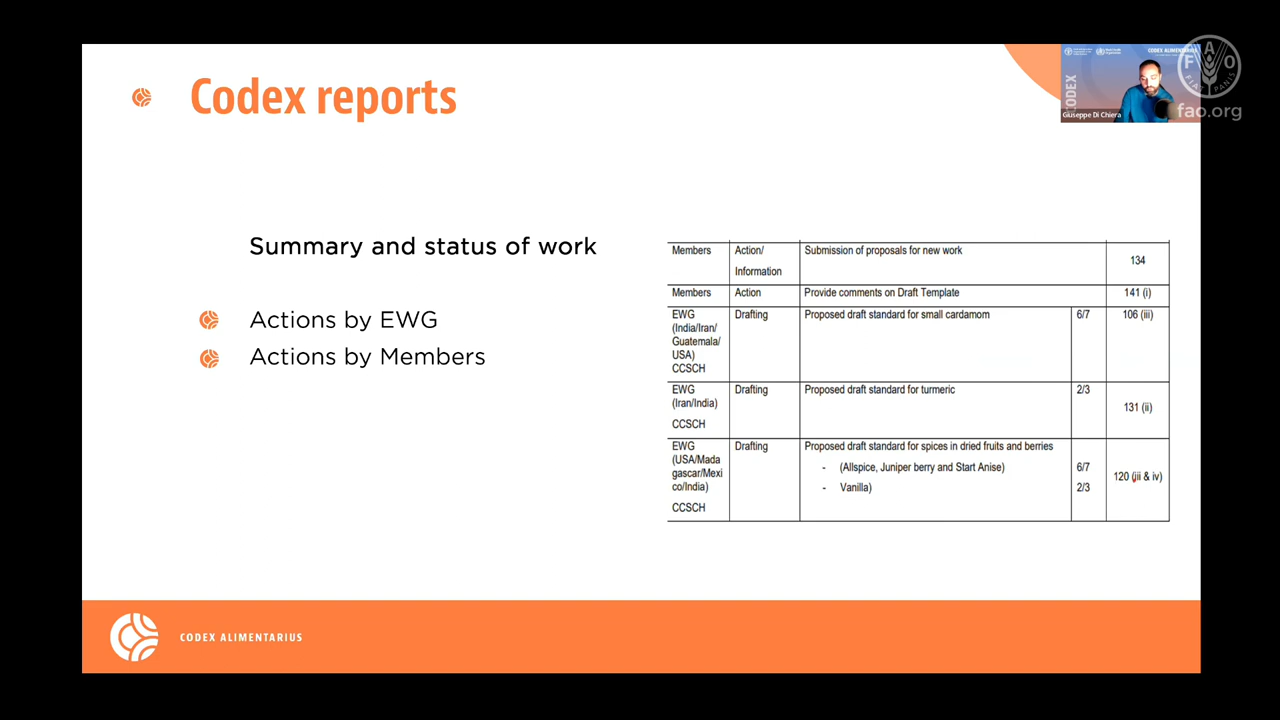 Codex reports
CODEX ALIMENTARIUS
CODEX
Giuseppe Di Chiera
FAO
FIAT PANIS
fao.org
Summary and status of work
Actions by EWG
Actions by Members
Members Action/ Submission of proposals for new work 134
Information
Members Action Provide comments on Draft Template 141 (i)
EWG Drafting Proposed draft standard for small cardamom 6/7 106 (iii)
(India/Iran/
Guatemala/
USA)
CCSCH
EWG Drafting Proposed draft standard for turmeric 2/3
(Iran/India) 131 (ii)
CCSCH
EWG Drafting Proposed draft standard for spices in dried fruits and berries
(USA/Mada - (Allspice, Juniper berry and Start Anise) 6/7
gascar/Mexi 120 (iii & iv)
co/India) - Vanilla) 2/3
CCSCH
CODEX ALIMENTARIUS